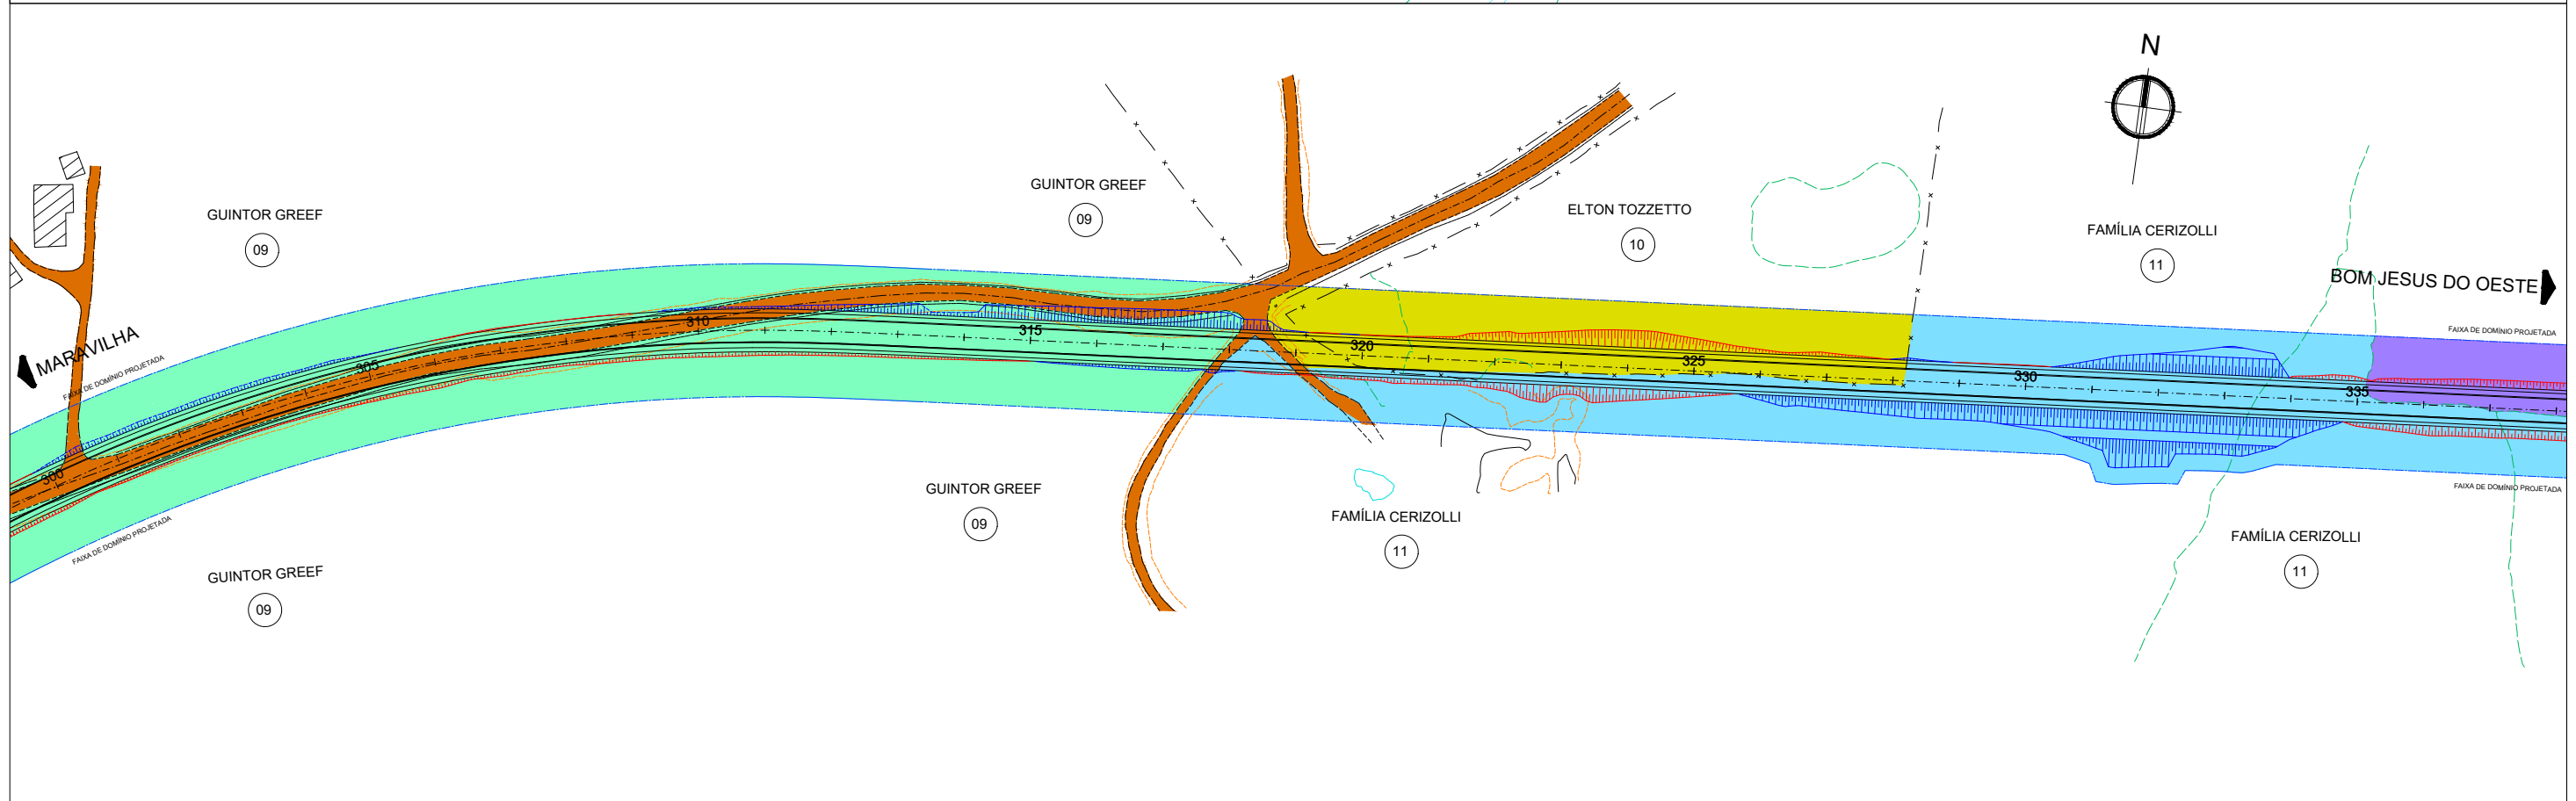 N
GUINTOR GREEF
09
GUINTOR GREEF
09
ELTON TOZZETTO
10
FAMÍLIA CERIZOLLI
11
BOM JESUS DO OESTE
MARAVILHA
FAIXA DE DOMÍNIO PROJETADA
FAIXA DE DOMÍNIO PROJETADA
300
305
310
315
320
325
330
335
FAIXA DE DOMÍNIO PROJETADA
FAIXA DE DOMÍNIO PROJETADA
GUINTOR GREEF
09
GUINTOR GREEF
09
FAMÍLIA CERIZOLLI
11
FAMÍLIA CERIZOLLI
11